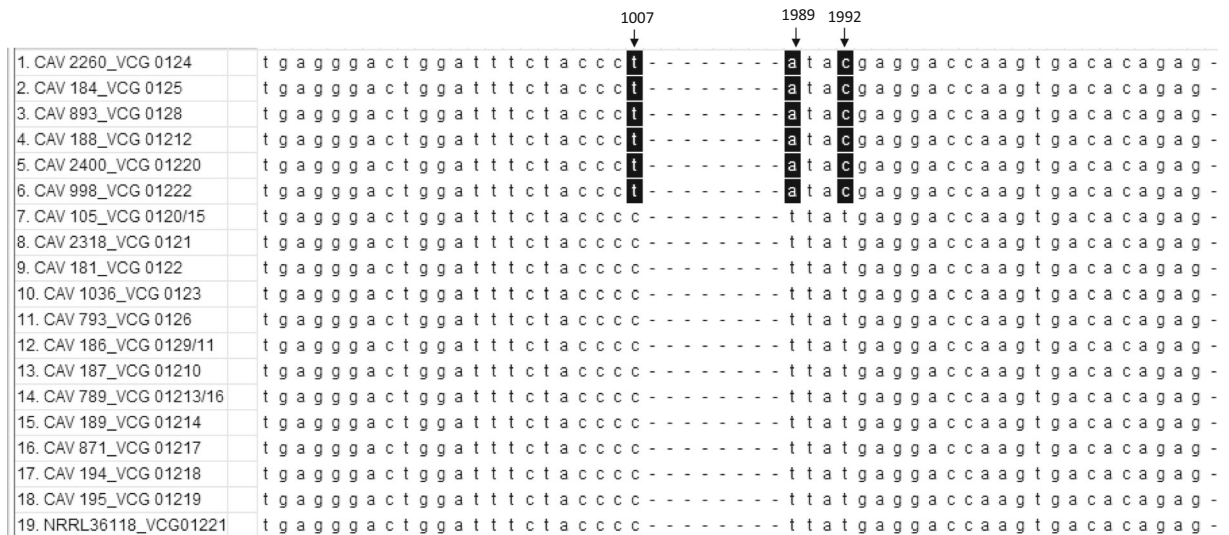 1007 1989 1992
1. CAV 2260_VCG 0124 t g a g g g a c t g g a t t t c t a c c c t - - - - - - - - a t a c g a g g a c c a a g t g a c a c a g a g -
2. CAV 184_VCG 0125 t g a g g g a c t g g a t t t c t a c c c t - - - - - - - - a t a c g a g g a c c a a g t g a c a c a g a g -
3. CAV 893_VCG 0128 t g a g g g a c t g g a t t t c t a c c c t - - - - - - - - a t a c g a g g a c c a a g t g a c a c a g a g -
4. CAV 188_VCG 01212 t g a g g g a c t g g a t t t c t a c c c t - - - - - - - - a t a c g a g g a c c a a g t g a c a c a g a g -
5. CAV 2400_VCG 01220 t g a g g g a c t g g a t t t c t a c c c t - - - - - - - - a t a c g a g g a c c a a g t g a c a c a g a g -
6. CAV 998_VCG 01222 t g a g g g a c t g g a t t t c t a c c c t - - - - - - - - a t a c g a g g a c c a a g t g a c a c a g a g -
7. CAV 105_VCG 0120/15 t g a g g g a c t g g a t t t c t a c c c c - - - - - - - - t t a t g a g g a c c a a g t g a c a c a g a g -
8. CAV 2318_VCG 0121 t g a g g g a c t g g a t t t c t a c c c c - - - - - - - - t t a t g a g g a c c a a g t g a c a c a g a g -
9. CAV 181_VCG 0122 t g a g g g a c t g g a t t t c t a c c c c - - - - - - - - t t a t g a g g a c c a a g t g a c a c a g a g -
10. CAV 1036_VCG 0123 t g a g g g a c t g g a t t t c t a c c c c - - - - - - - - t t a t g a g g a c c a a g t g a c a c a g a g -
11. CAV 793_VCG 0126 t g a g g g a c t g g a t t t c t a c c c c - - - - - - - - t t a t g a g g a c c a a g t g a c a c a g a g -
12. CAV 186_VCG 0129/11 t g a g g g a c t g g a t t t c t a c c c c - - - - - - - - t t a t g a g g a c c a a g t g a c a c a g a g -
13. CAV 187_VCG 01210 t g a g g g a c t g g a t t t c t a c c c c - - - - - - - - t t a t g a g g a c c a a g t g a c a c a g a g -
14. CAV 789_VCG 01213/16 t g a g g g a c t g g a t t t c t a c c c c - - - - - - - - t t a t g a g g a c c a a g t g a c a c a g a g -
15. CAV 189_VCG 01214 t g a g g g a c t g g a t t t c t a c c c c - - - - - - - - t t a t g a g g a c c a a g t g a c a c a g a g -
16. CAV 871_VCG 01217 t g a g g g a c t g g a t t t c t a c c c c - - - - - - - - t t a t g a g g a c c a a g t g a c a c a g a g -
17. CAV 194_VCG 01218 t g a g g g a c t g g a t t t c t a c c c c - - - - - - - - t t a t g a g g a c c a a g t g a c a c a g a g -
18. CAV 195_VCG 01219 t g a g g g a c t g g a t t t c t a c c c c - - - - - - - - t t a t g a g g a c c a a g t g a c a c a g a g -
19. NRRL36118_VCG01221 t g a g g g a c t g g a t t t c t a c c c c - - - - - - - - t t a t g a g g a c c a a g t g a c a c a g a g -